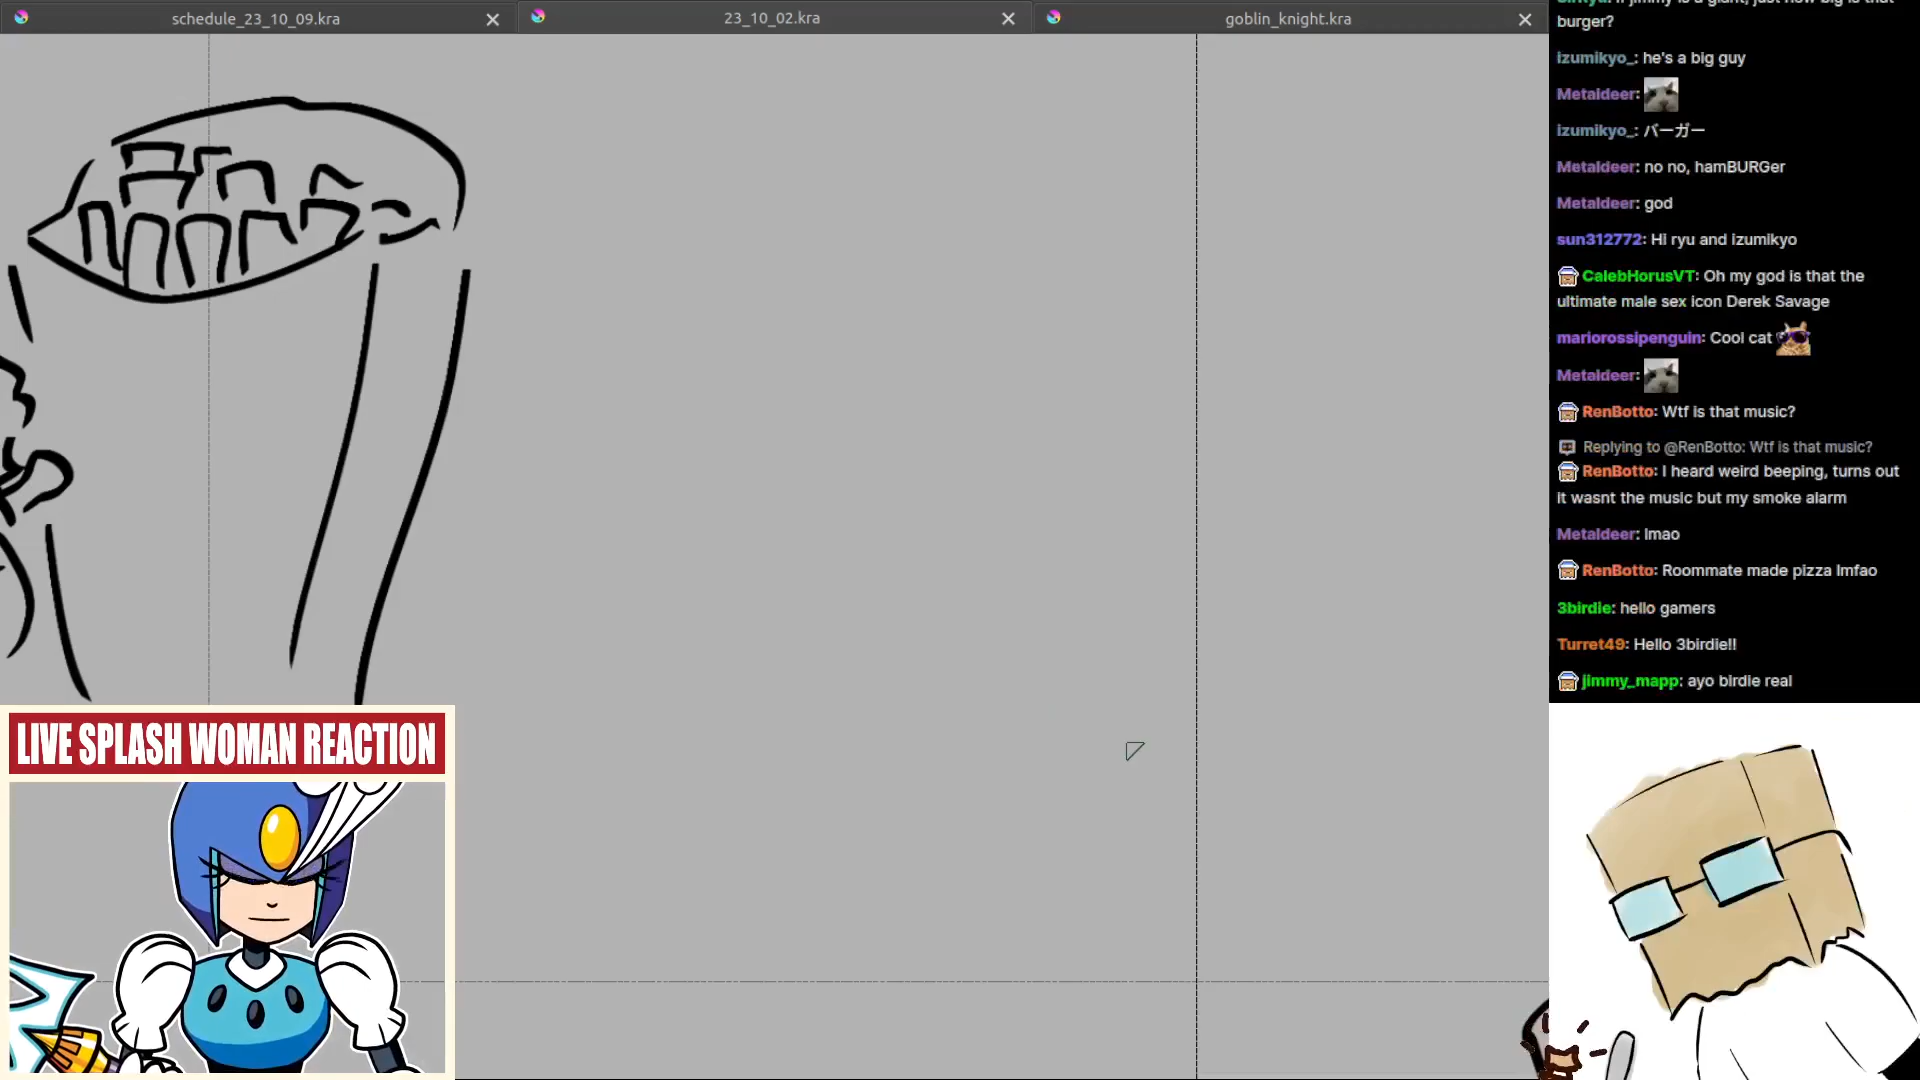 schedule_23_10_09.kra
23_10_02.kra
goblin_knight.kra
burger?
izumikyo_: he's a big guy
Metaldeer:
izumikyo_: バーガー
Metaldeer: no no, hamBURGer
Metaldeer: god
sun312772: Hi ryu and izumikyo
CalebHorusVT: Oh my god is that the
ultimate male sex icon Derek Savage
mariorossipenguin: Cool cat
Metaldeer:
RenBotto: Wtf is that music?
Replying to @RenBotto: Wtf is that music?
RenBotto: I heard weird beeping, turns out
it wasnt the music but my smoke alarm
Metaldeer: lmao
RenBotto: Roommate made pizza lmfao
3birdie: hello gamers
Turret49: Hello 3birdie!!
jimmy_mapp: ayo birdie real
LIVE SPLASH WOMAN REACTION